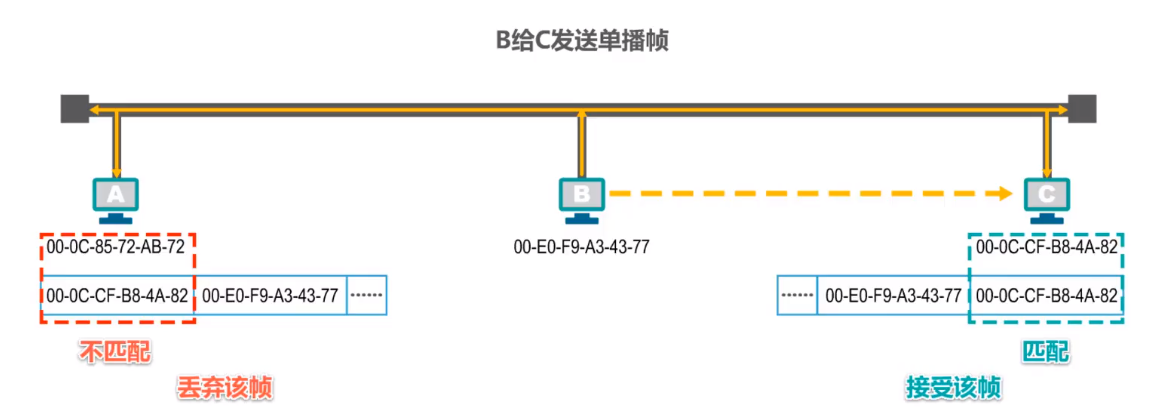 B给C发送单播帧
A
B
C
00-0C-85-72-AB-72
00-E0-F9-A3-43-77
00-0C-CF-B8-4A-82
00-0C-CF-B8-4A-82 00-E0-F9-A3-43-77 ······
······ 00-E0-F9-A3-43-77 00-0C-CF-B8-4A-82
不匹配
匹配
丢弃该帧
接受该帧